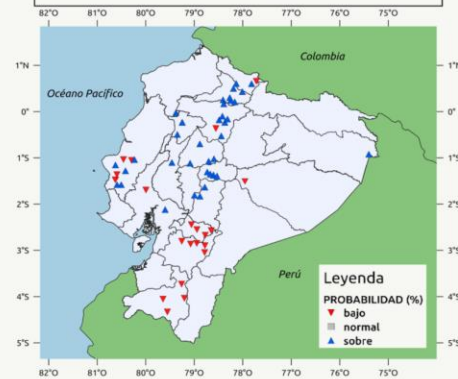 82°O 81°O 80°O 79°O 78°O 77°O 76°O 75°O
1°N 1°N
Colombia
Océano Pacífico
0° 0°
1°S 1°S
2°S 2°S
3°S 3°S
Perú
Leyenda
PROBABILIDAD (%)
bajo
normal
sobre
4°S 4°S
5°S 5°S
82°O 81°O 80°O 79°O 78°O 77°O 76°O 75°O